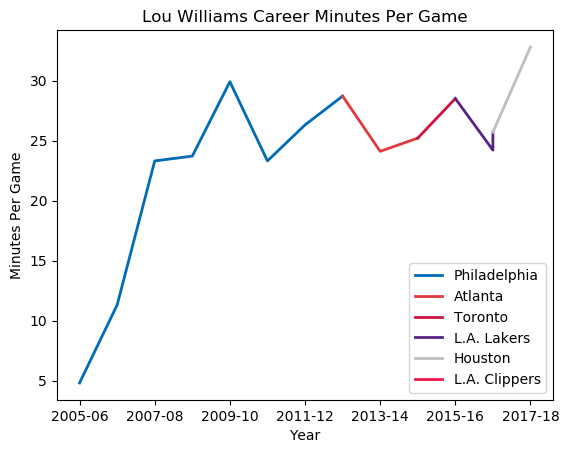 Lou Williams Career Minutes Per Game
Minutes Per Game
30
25
20
15
10
5
2005-06 2007-08 2009-10 2011-12 2013-14 2015-16 2017-18
Year
Philadelphia
Atlanta
Toronto
L.A. Lakers
Houston
L.A. Clippers